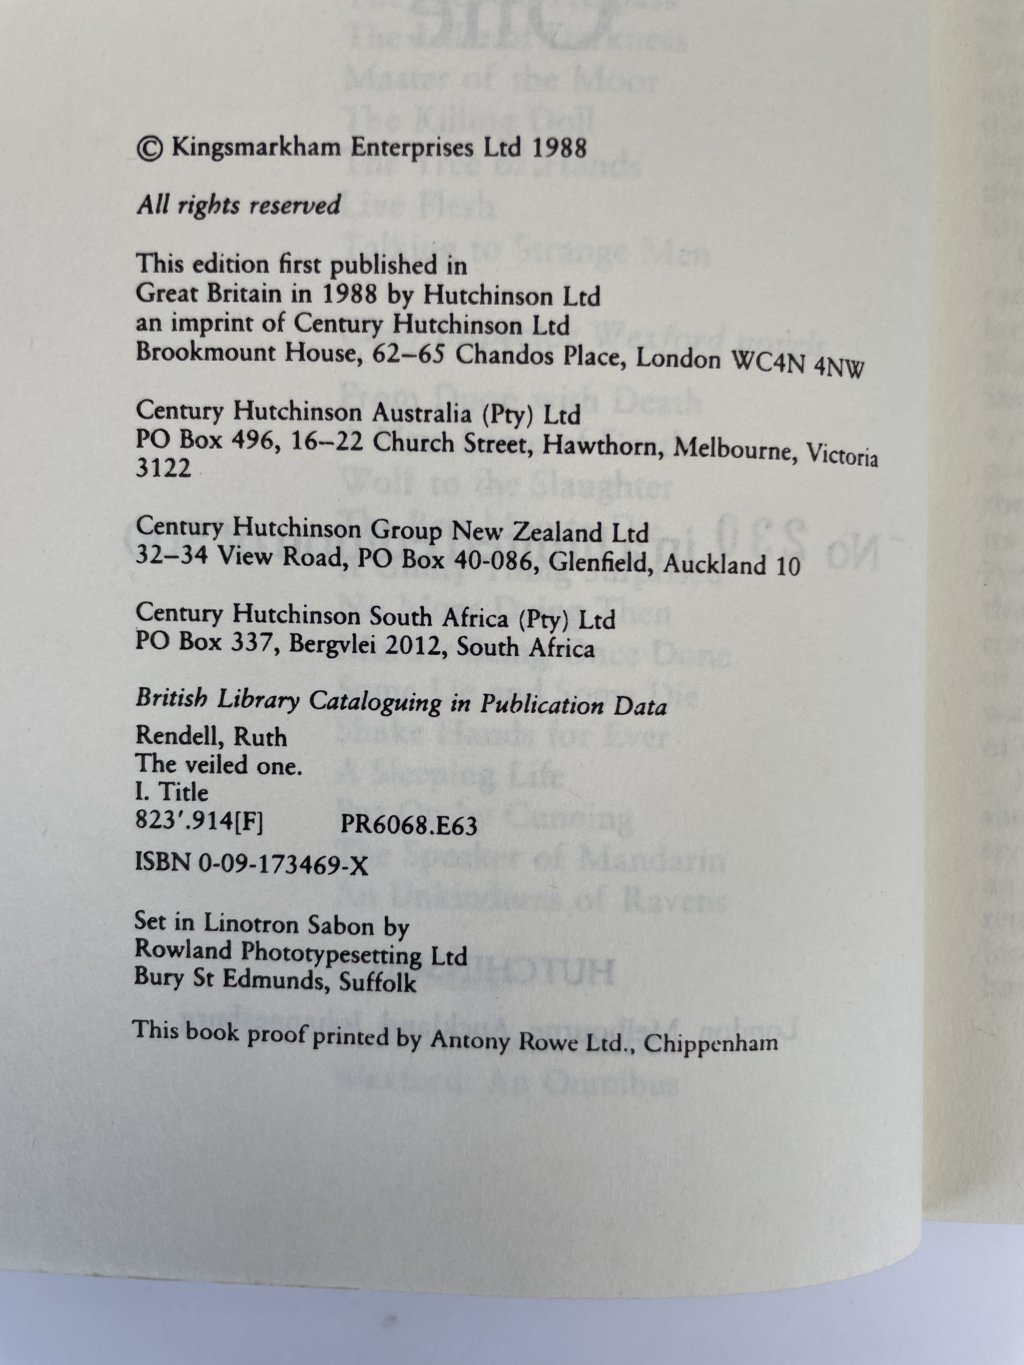 © Kingsmarkham Enterprises Ltd 1988
All rights reserved
This edition first published in
Great Britain in 1988 by Hutchinson Ltd
an imprint of Century Hutchinson Ltd
Brookmount House, 62–65 Chandos Place, London WC4N 4NW
Century Hutchinson Australia (Pty) Ltd
PO Box 496, 16–22 Church Street, Hawthorn, Melbourne, Victoria
3122
Century Hutchinson Group New Zealand Ltd
32–34 View Road, PO Box 40-086, Glenfield, Auckland 10
Century Hutchinson South Africa (Pty) Ltd
PO Box 337, Bergvlei 2012, South Africa
British Library Cataloguing in Publication Data
Rendell, Ruth
The veiled one.
I. Title
823′.914[F] PR6068.E63
ISBN 0-09-173469-X
Set in Linotron Sabon by
Rowland Phototypesetting Ltd
Bury St Edmunds, Suffolk
This book proof printed by Antony Rowe Ltd., Chippenham